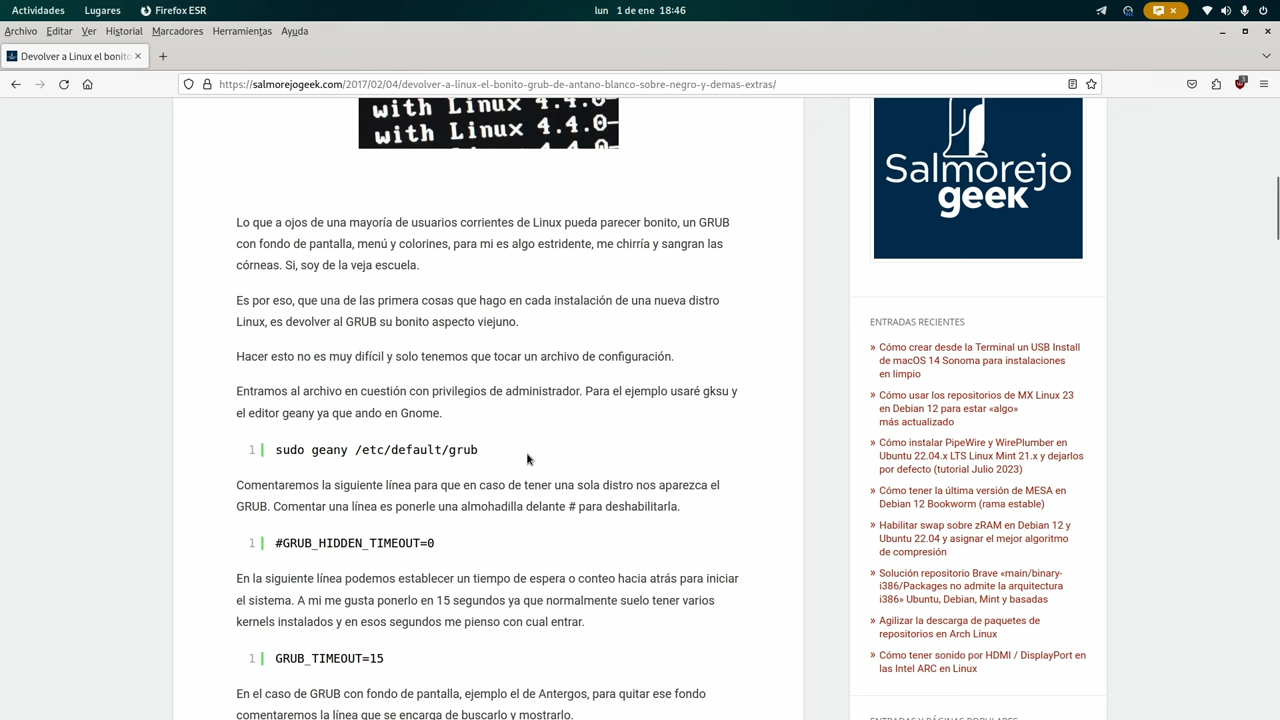 Actividades Lugares Firefox ESR lun 1 de ene 18:46
Archivo Editar Ver Historial Marcadores Herramientas Ayuda
Devolver a Linux el bonito
https://salmorejogeek.com/2017/02/04/devolver-a-linux-el-bonito-grub-de-antano-blanco-sobre-negro-y-demas-extras/
with Linux 4.4.0-
with Linux 4.4.0-
Lo que a ojos de una mayoría de usuarios corrientes de Linux pueda parecer bonito, un GRUB
con fondo de pantalla, menú y colorines, para mi es algo estridente, me chirría y sangran las
córneas. Si, soy de la veja escuela.
Es por eso, que una de las primera cosas que hago en cada instalación de una nueva distro
Linux, es devolver al GRUB su bonito aspecto viejuno.
Hacer esto no es muy difícil y solo tenemos que tocar un archivo de configuración.
Entramos al archivo en cuestión con privilegios de administrador. Para el ejemplo usaré gksu y
el editor geany ya que ando en Gnome.
1 sudo geany /etc/default/grub
Comentaremos la siguiente línea para que en caso de tener una sola distro nos aparezca el
GRUB. Comentar una línea es ponerle una almohadilla delante # para deshabilitarla.
1 #GRUB_HIDDEN_TIMEOUT=0
En la siguiente línea podemos establecer un tiempo de espera o conteo hacia atrás para iniciar
el sistema. A mi me gusta ponerlo en 15 segundos ya que normalmente suelo tener varios
kernels instalados y en esos segundos me pienso con cual entrar.
1 GRUB_TIMEOUT=15
En el caso de GRUB con fondo de pantalla, ejemplo el de Antergos, para quitar ese fondo
comentaremos la línea que se encarga de buscarlo y mostrarlo.
Salmorejo
geek
ENTRADAS RECIENTES
» Cómo crear desde la Terminal un USB Install
de macOS 14 Sonoma para instalaciones
en limpio
» Cómo usar los repositorios de MX Linux 23
en Debian 12 para estar «algo»
más actualizado
» Cómo instalar PipeWire y WirePlumber en
Ubuntu 22.04.x LTS Linux Mint 21.x y dejarlos
por defecto (tutorial Julio 2023)
» Cómo tener la última versión de MESA en
Debian 12 Bookworm (rama estable)
» Habilitar swap sobre zRAM en Debian 12 y
Ubuntu 22.04 y asignar el mejor algoritmo
de compresión
» Solución repositorio Brave «main/binary-
i386/Packages no admite la arquitectura
i386» Ubuntu, Debian, Mint y basadas
» Agilizar la descarga de paquetes de
repositorios en Arch Linux
» Cómo tener sonido por HDMI / DisplayPort en
las Intel ARC en Linux
ENTRADAS Y PÁGINAS POPULARES